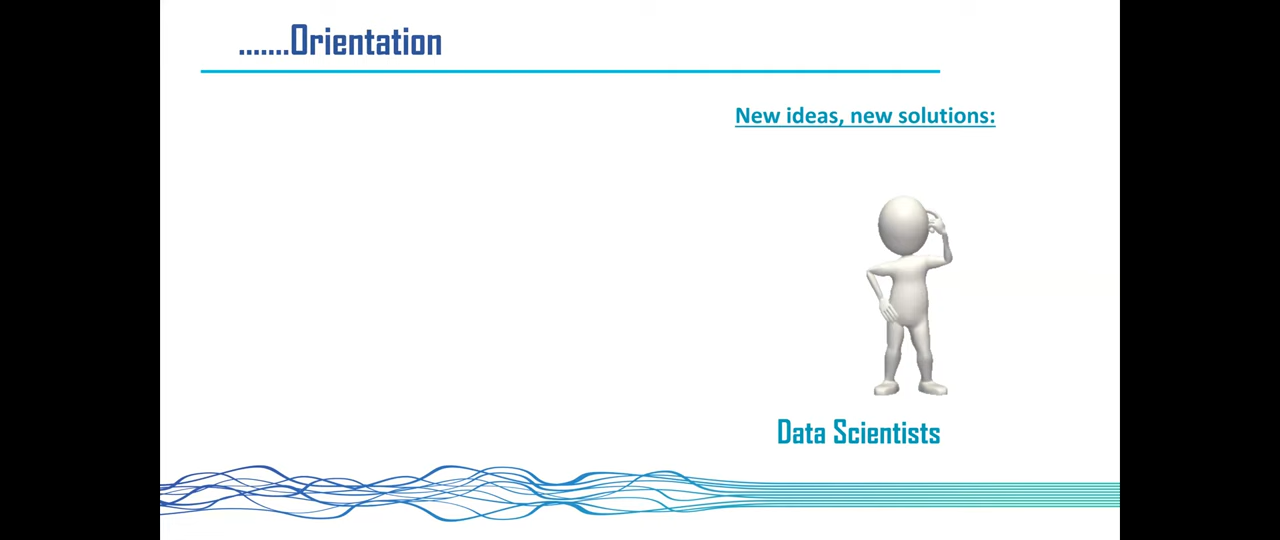 .......Orientation
New ideas, new solutions:
Data Scientists